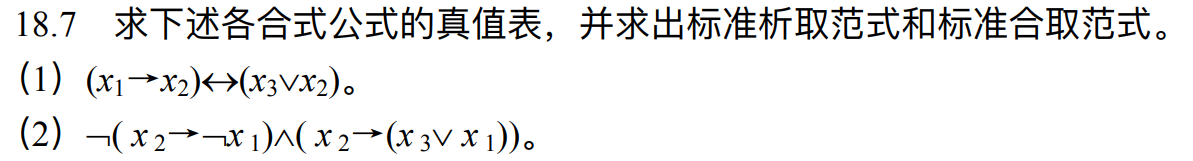 18.7 求下述各合式公式的真值表，并求出标准析取范式和标准合取范式。
(1) (x₁→x₂)↔(x₃∨x₂)。
(2) ¬( x ₂→¬x ₁)∧( x ₂→(x ₃∨ x ₁))。